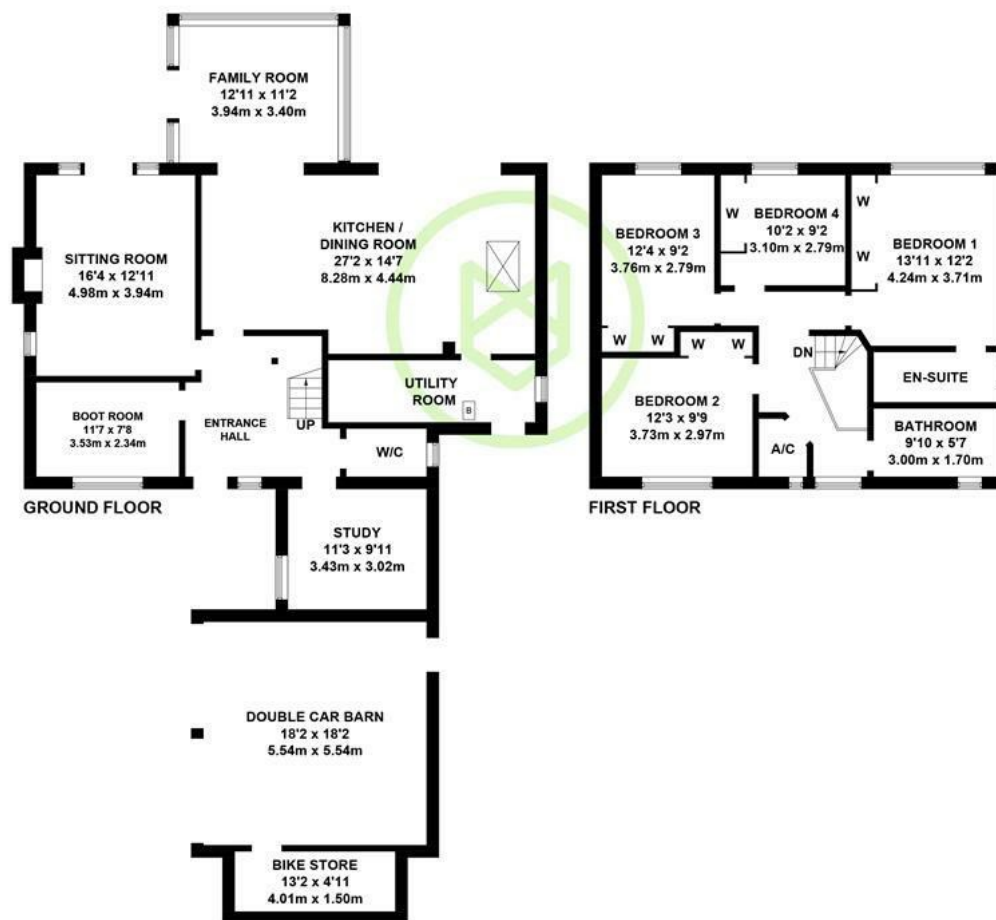 FAMILY ROOM
12'11 x 11'2
3.94m x 3.40m
SITTING ROOM
16'4 x 12'11
4.98m x 3.94m
KITCHEN /
DINING ROOM
27'2 x 14'7
8.28m x 4.44m
UTILITY
ROOM
B
BOOT ROOM
11'7 x 7'8
3.53m x 2.34m
ENTRANCE
HALL
UP
W/C
GROUND FLOOR
STUDY
11'3 x 9'11
3.43m x 3.02m
DOUBLE CAR BARN
18'2 x 18'2
5.54m x 5.54m
BIKE STORE
13'2 x 4'11
4.01m x 1.50m
BEDROOM 3
12'4 x 9'2
3.76m x 2.79m
W
BEDROOM 4
10'2 x 9'2
3.10m x 2.79m
BEDROOM 1
13'11 x 12'2
4.24m x 3.71m
W
W W
W W
DN
BEDROOM 2
12'3 x 9'9
3.73m x 2.97m
EN-SUITE
A/C
BATHROOM
9'10 x 5'7
3.00m x 1.70m
FIRST FLOOR